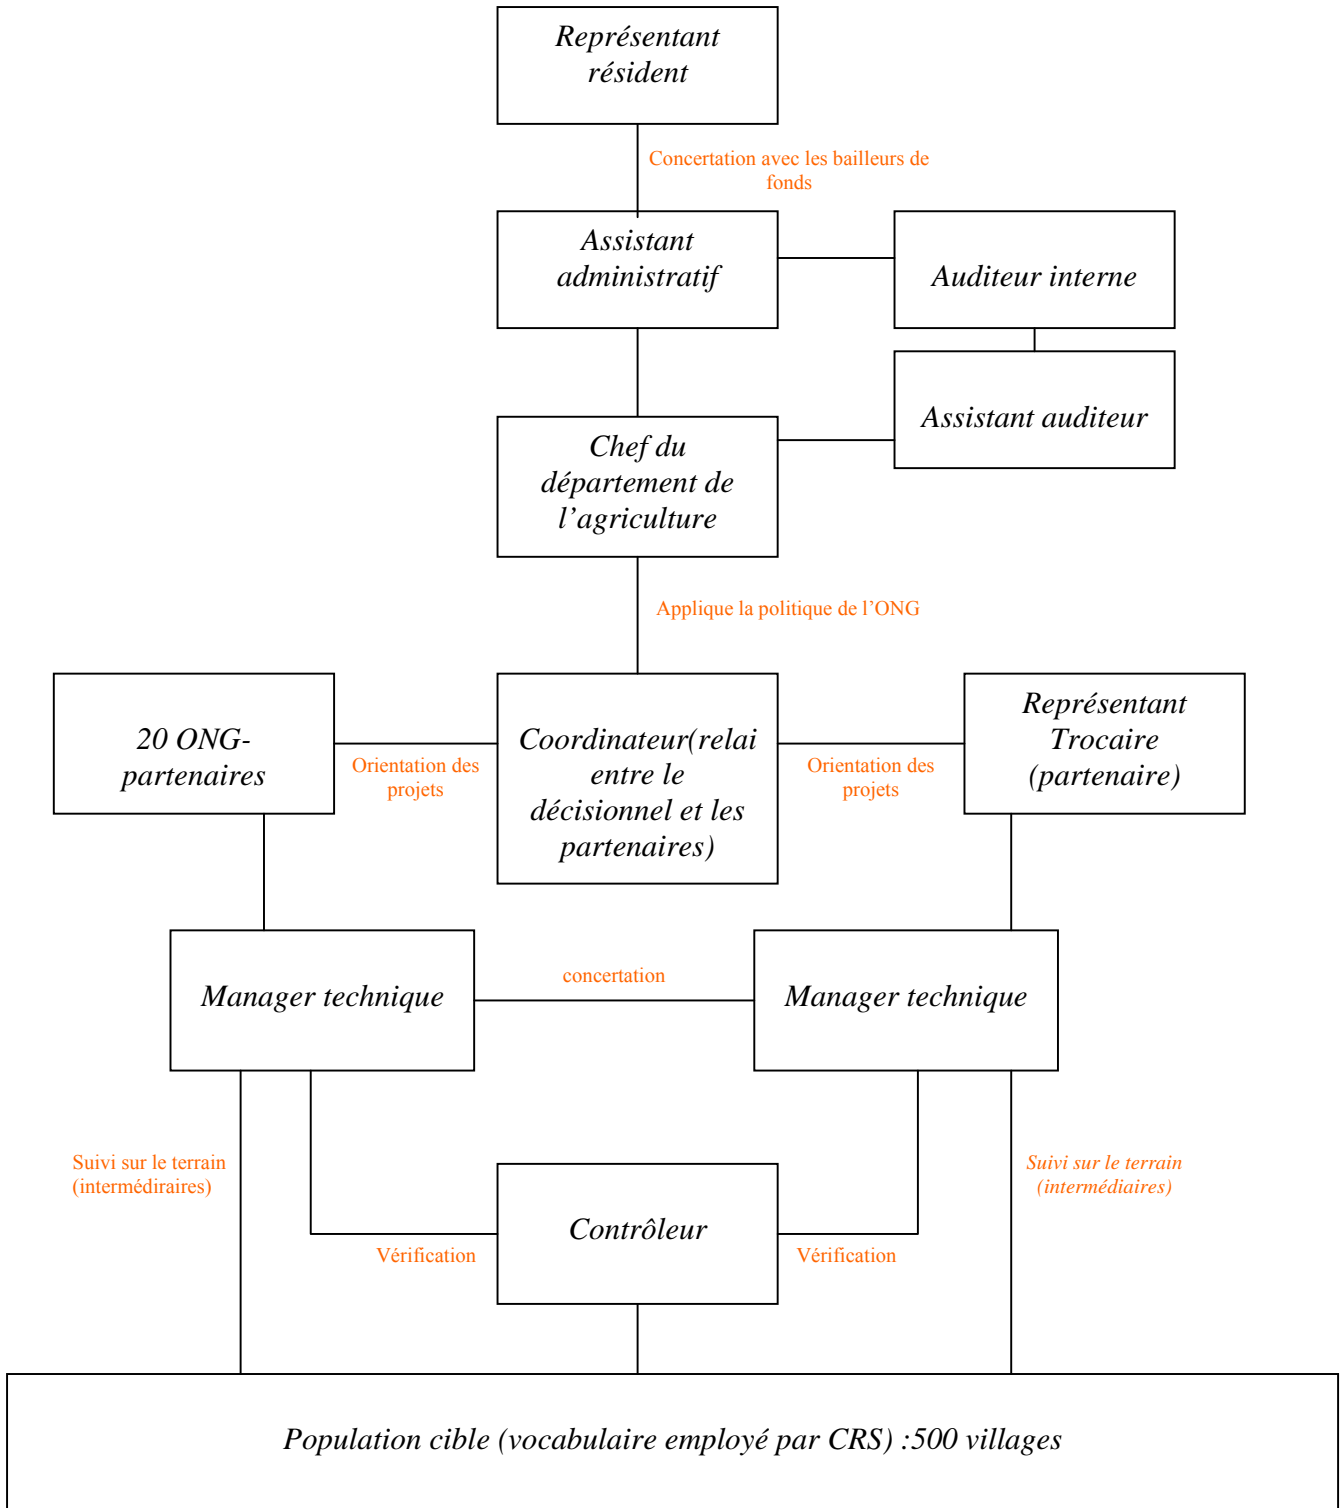 Représentant
résident
Concertation avec les bailleurs de
fonds
Assistant
administratif
Auditeur interne
Assistant auditeur
Chef du
département de
l’agriculture
Applique la politique de l’ONG
20 ONG-
partenaires
Orientation des
projets
Coordinateur(relai
entre le
décisionnel et les
partenaires)
Orientation des
projets
Représentant
Trocaire
(partenaire)
Manager technique
concertation
Manager technique
Suivi sur le terrain
(intermédiraires)
Suivi sur le terrain
(intermédiaires)
Contrôleur
Vérification
Vérification
Population cible (vocabulaire employé par CRS) :500 villages